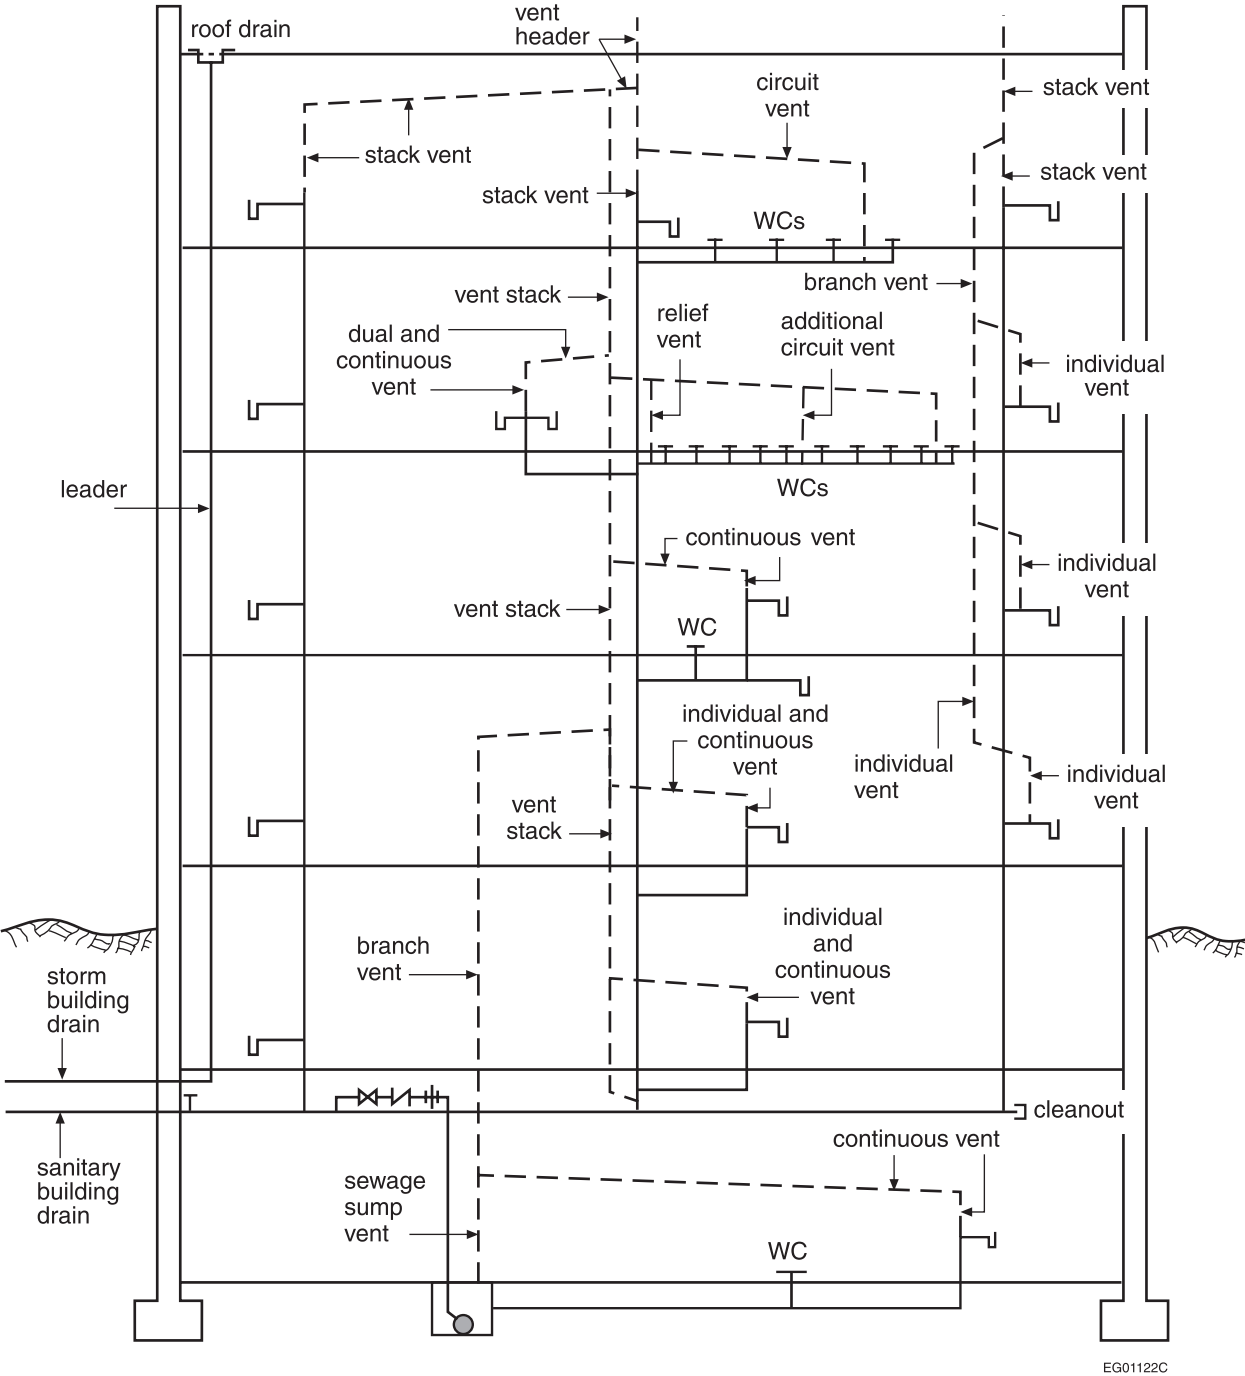 vent
header
roof drain
circuit
vent
stack vent
stack vent
stack vent
stack vent
WCs
branch vent
vent stack
relief
vent
additional
circuit vent
dual and
continuous
vent
individual
vent
leader
WCs
continuous vent
individual
vent
vent stack
WC
individual and
continuous
vent
individual
vent
individual
vent
vent
stack
individual
and
continuous
vent
branch
vent
storm
building
drain
cleanout
continuous vent
sanitary
building
drain
sewage
sump
vent
WC
EG01122C